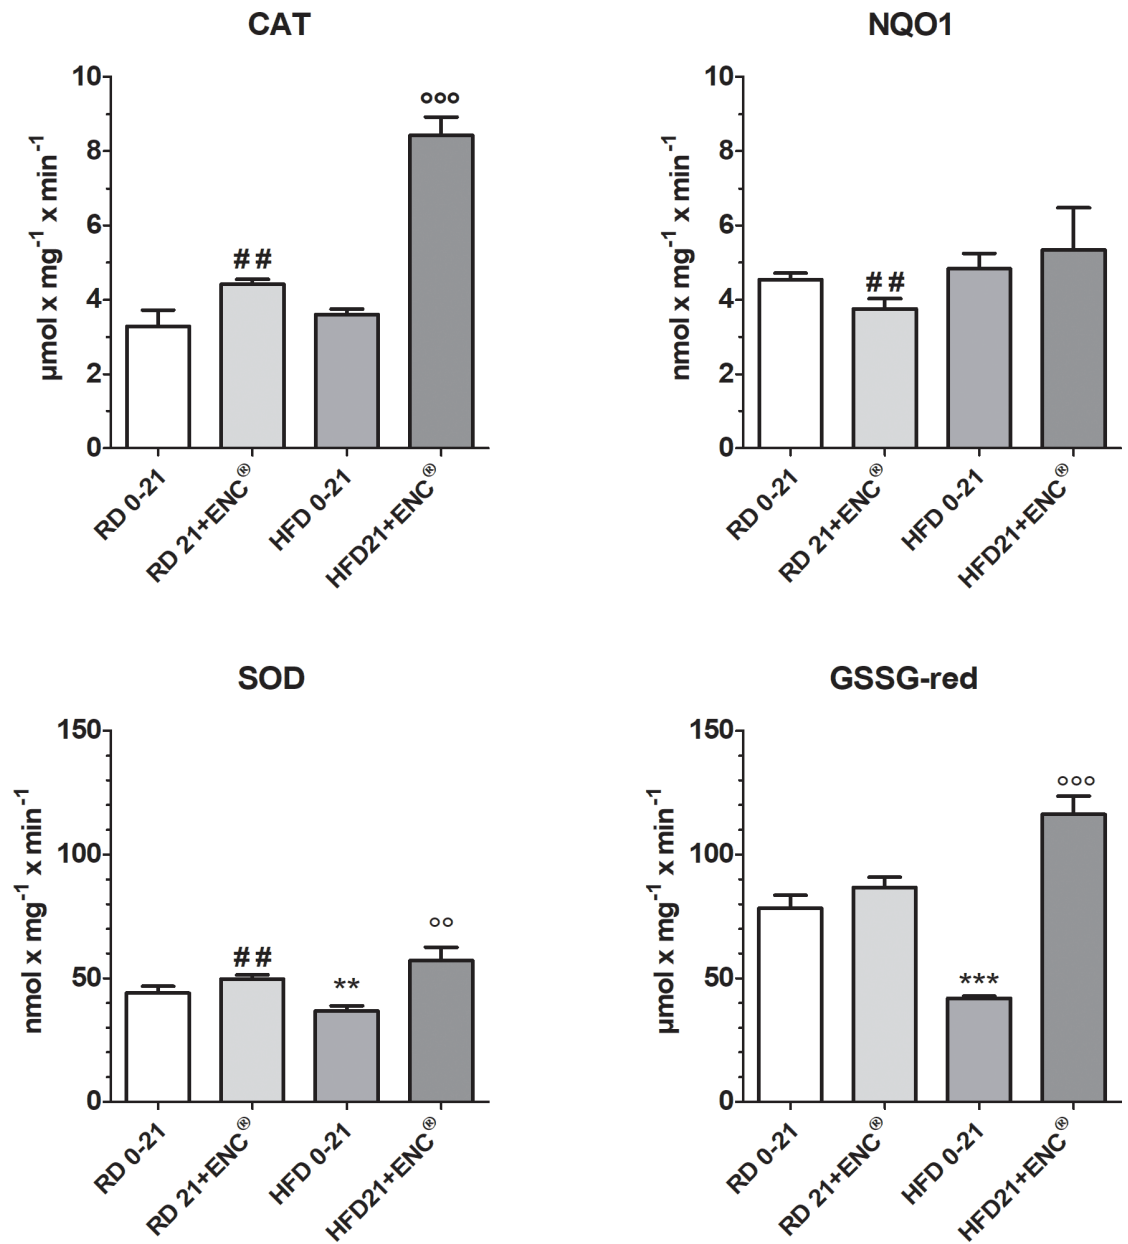 CAT
µmol x mg⁻¹ x min⁻¹
10
8
6
4
2
0
##
°°°
RD 0-21
RD 21+ENC®
HFD 0-21
HFD21+ENC®
NQO1
nmol x mg⁻¹ x min⁻¹
10
8
6
4
2
0
##
RD 0-21
RD 21+ENC®
HFD 0-21
HFD21+ENC®
SOD
nmol x mg⁻¹ x min⁻¹
150
100
50
0
##
**
°°
RD 0-21
RD 21+ENC®
HFD 0-21
HFD21+ENC®
GSSG-red
µmol x mg⁻¹ x min⁻¹
150
100
50
0
***
°°°
RD 0-21
RD 21+ENC®
HFD 0-21
HFD21+ENC®